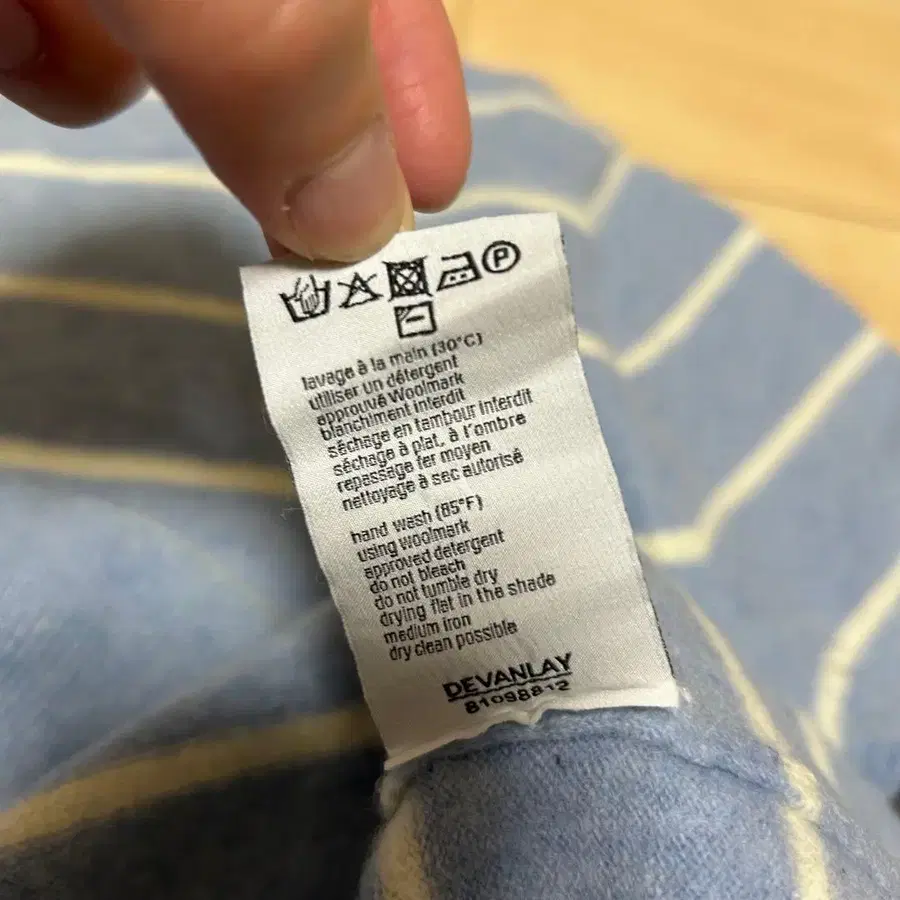 P
lavage à la main (30°C)
utiliser un détergent
approuvé Woolmark
blanchiment interdit
séchage en tambour interdit
séchage à plat, à l'ombre
repassage fer moyen
nettoyage à sec autorisé
hand wash (85°F)
using woolmark
approved detergent
do not bleach
do not tumble dry
drying flat in the shade
medium iron
dry clean possible
DEVANLAY
81098812